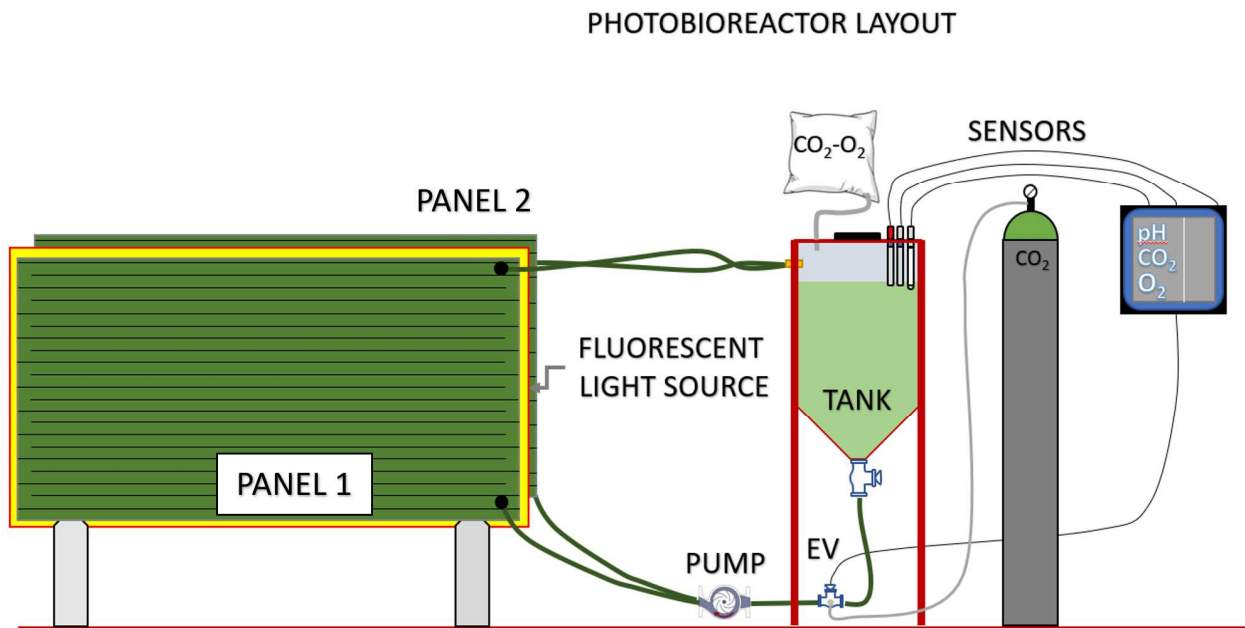 PHOTOBIOREACTOR LAYOUT
CO₂-O₂
SENSORS
PANEL 2
pH
CO₂
O₂
CO₂
FLUORESCENT
LIGHT SOURCE
TANK
PANEL 1
EV
PUMP